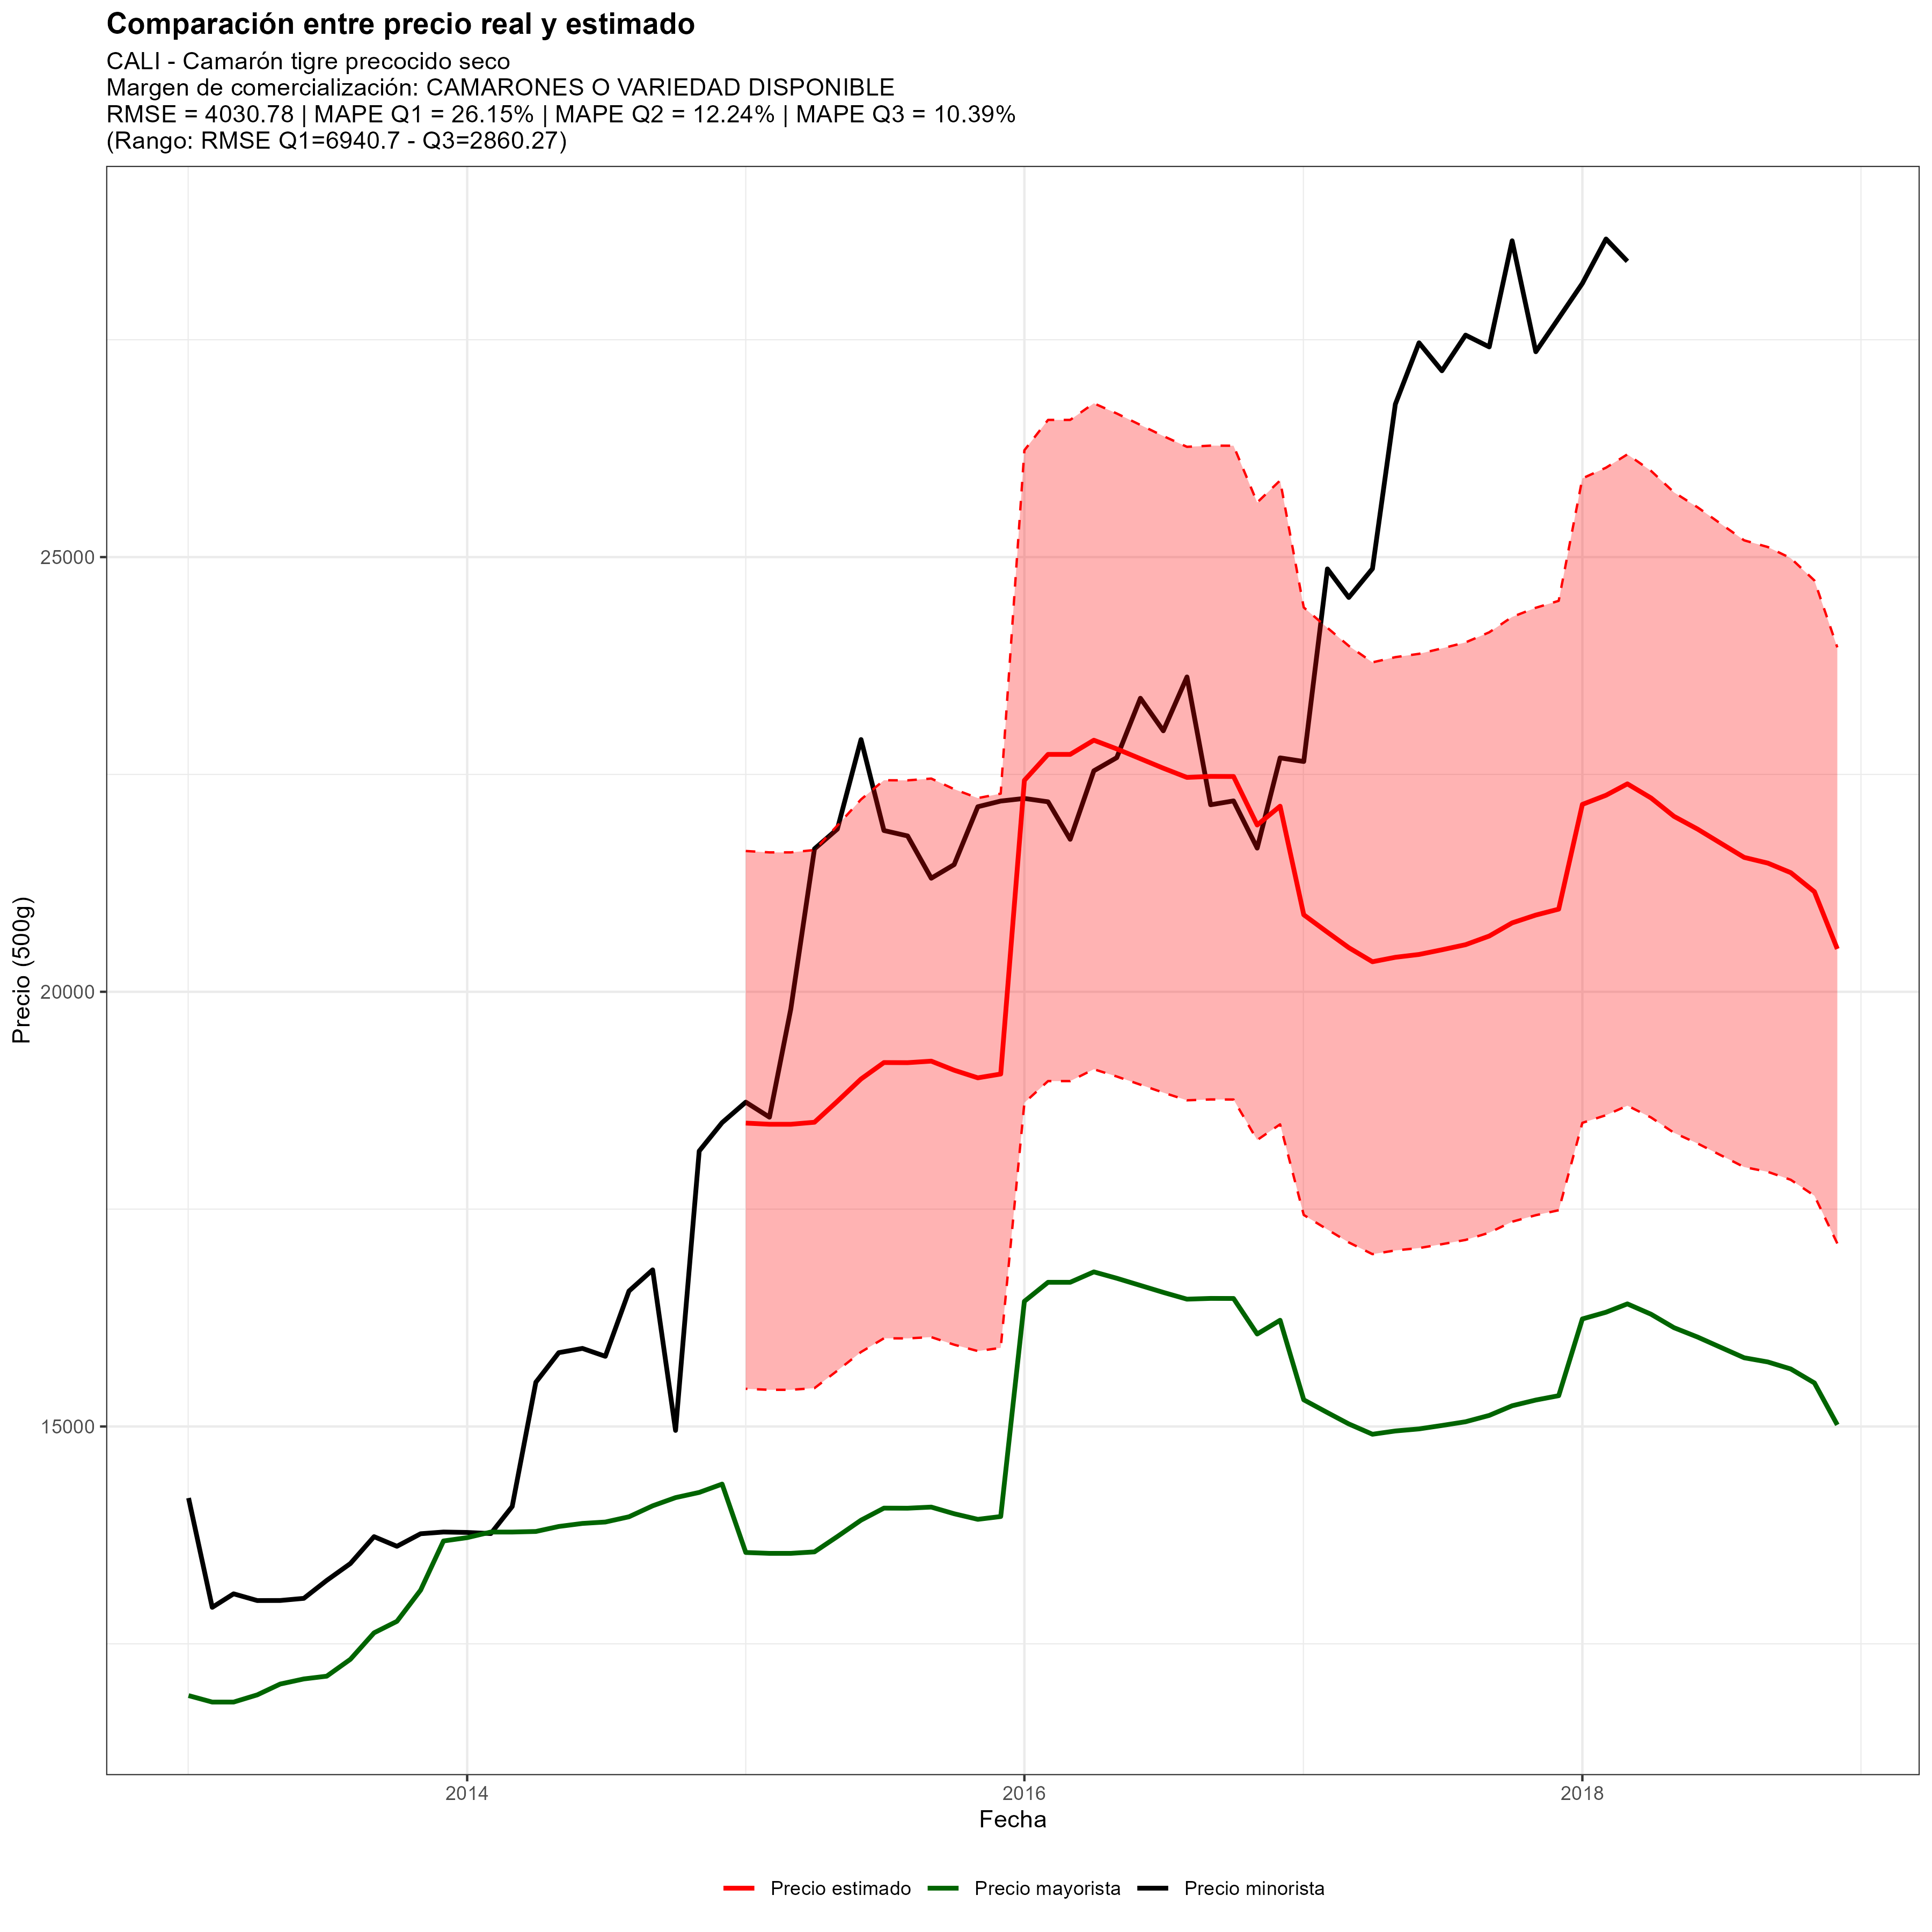 Comparación entre precio real y estimado
CALI - Camarón tigre precocido seco
Margen de comercialización: CAMARONES O VARIEDAD DISPONIBLE
RMSE = 4030.78 | MAPE Q1 = 26.15% | MAPE Q2 = 12.24% | MAPE Q3 = 10.39%
(Rango: RMSE Q1=6940.7 - Q3=2860.27)
Precio (500g)
25000
20000
15000
2014
2016
2018
Fecha
Precio estimado
Precio mayorista
Precio minorista